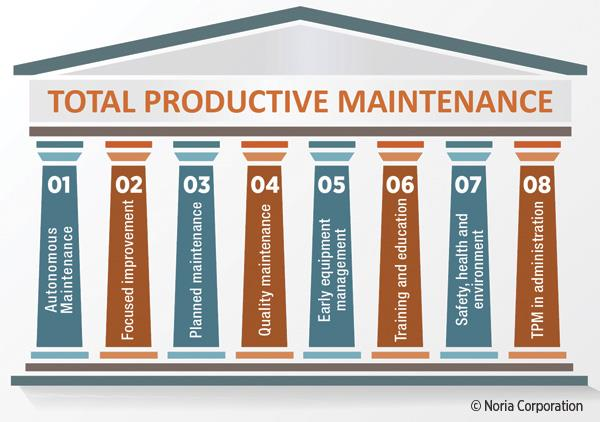 TOTAL PRODUCTIVE MAINTENANCE
01
Autonomous
Maintenance
02
Focused improvement
03
Planned maintenance
04
Quality maintenance
05
Early equipment
management
06
Training and education
07
Safety, health and
environment
08
TPM in administration
© Noria Corporation